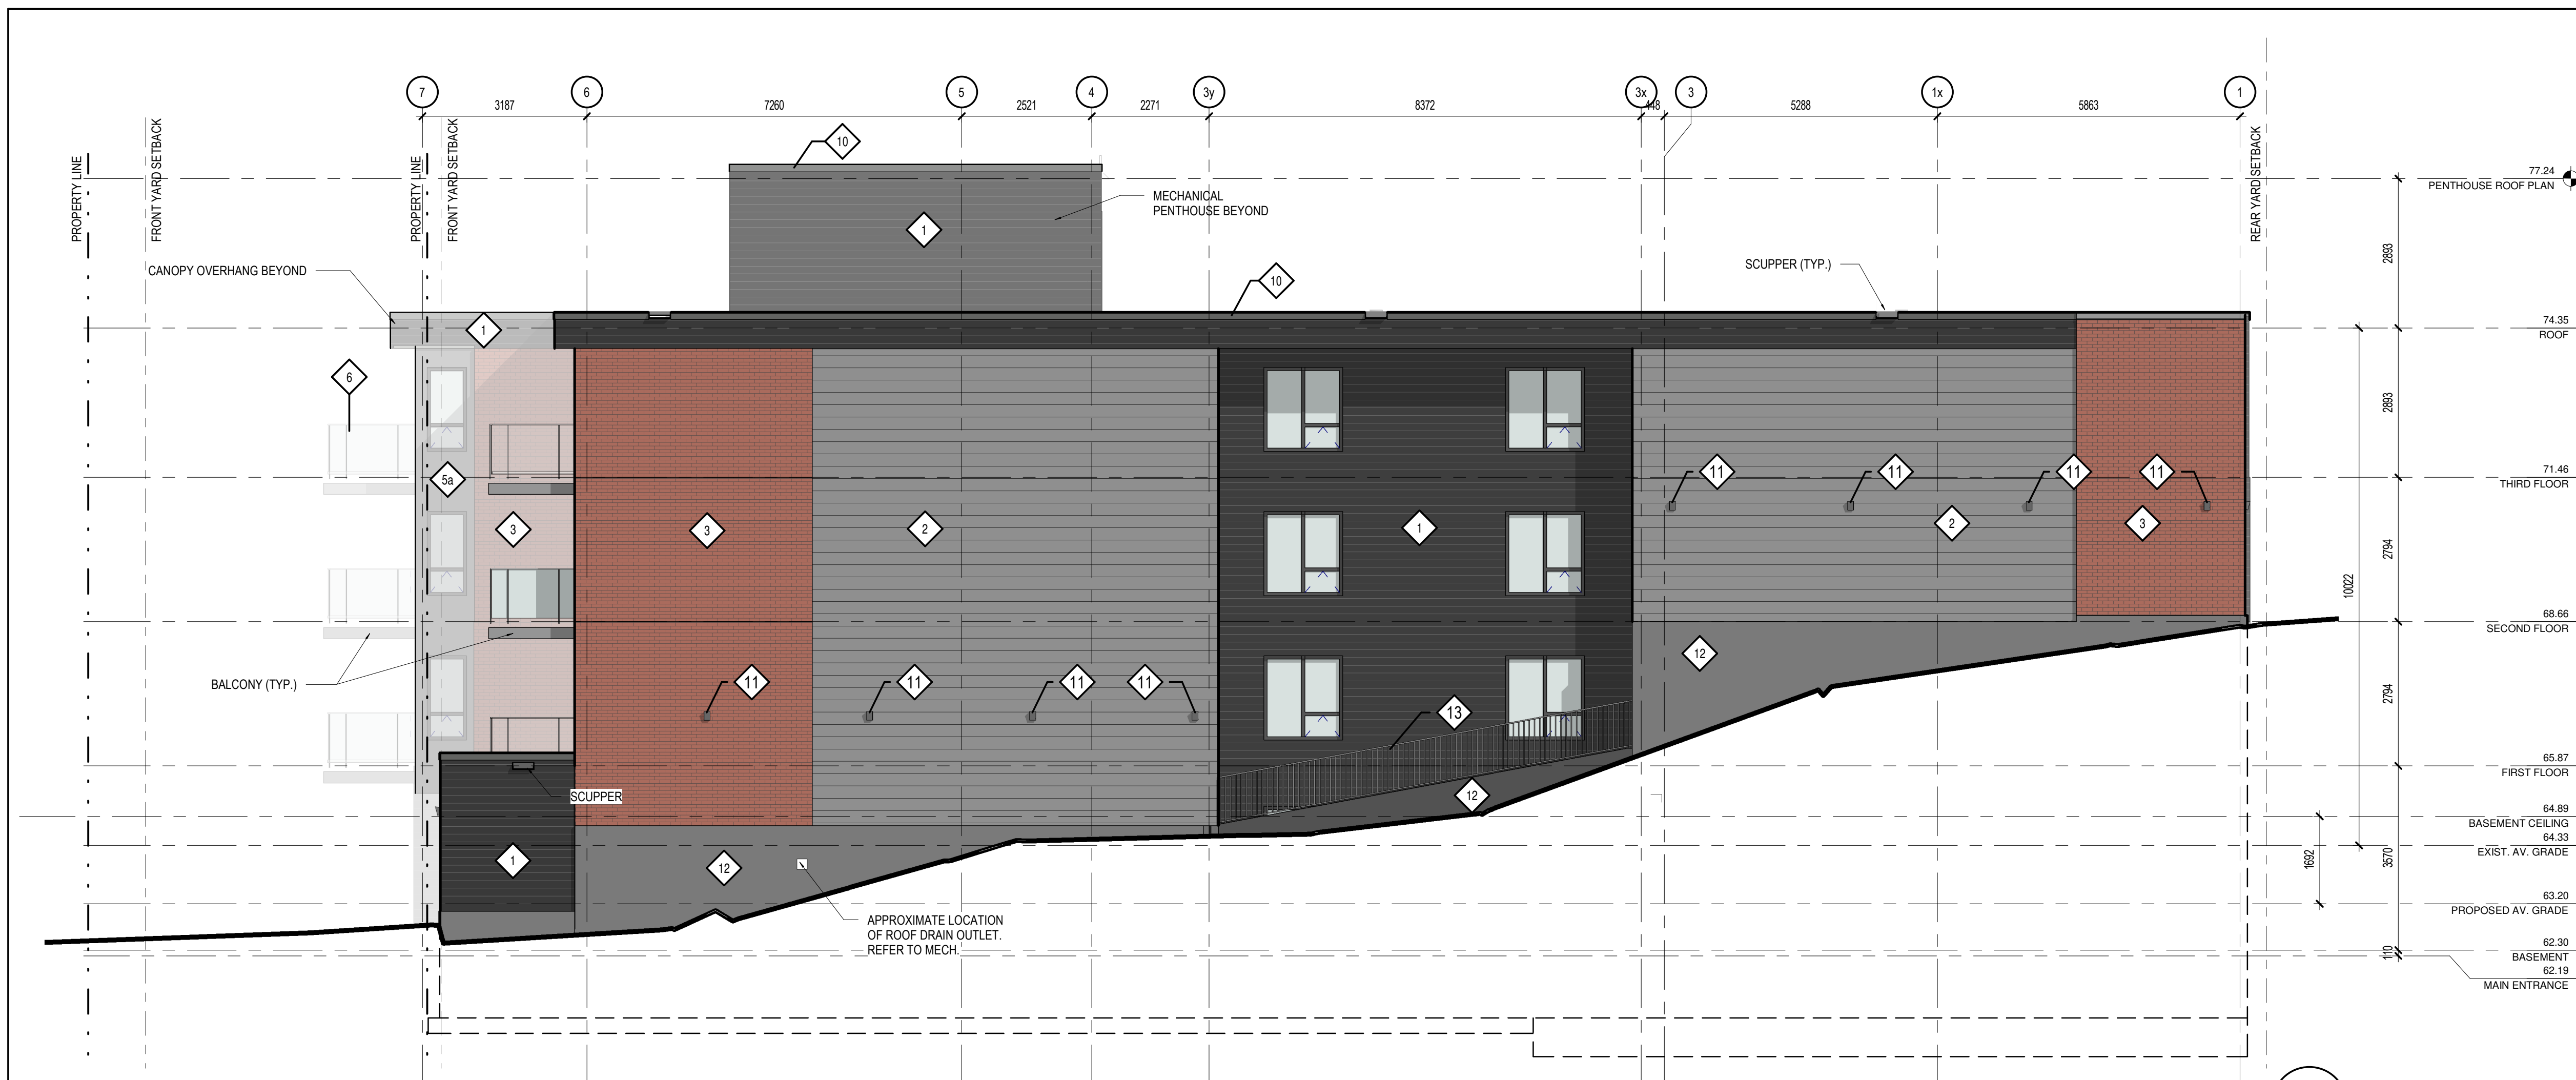 7
6
5
4
3y
3x
3
1x
1
3187
7260
2521
2271
8372
448
5288
5863
PROPERTY LINE
FRONT YARD SETBACK
PROPERTY LINE
FRONT YARD SETBACK
REAR YARD SETBACK
10
MECHANICAL
PENTHOUSE BEYOND
1
77.24
PENTHOUSE ROOF PLAN
2893
CANOPY OVERHANG BEYOND
10
SCUPPER (TYP.)
1
74.35
ROOF
6
2893
5a
11
11
11
11
71.46
THIRD FLOOR
3
3
2
1
2
3
2794
10022
68.66
SECOND FLOOR
12
BALCONY (TYP.)
11
11
11
11
13
2794
65.87
FIRST FLOOR
SCUPPER
12
64.89
BASEMENT CEILING
64.33
EXIST. AV. GRADE
1
12
1692
3570
63.20
PROPOSED AV. GRADE
APPROXIMATE LOCATION
OF ROOF DRAIN OUTLET.
REFER TO MECH.
62.30
BASEMENT
110
62.19
MAIN ENTRANCE